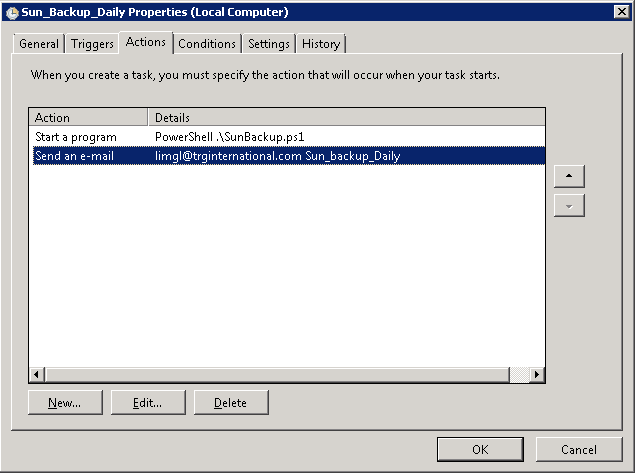 Sun_Backup_Daily Properties (Local Computer)
General Triggers Actions Conditions Settings History
When you create a task, you must specify the action that will occur when your task starts.
Action Details
Start a program PowerShell .\SunBackup.ps1
Send an e-mail limgl@trginternational.com Sun_backup_Daily
New... Edit... Delete
OK Cancel